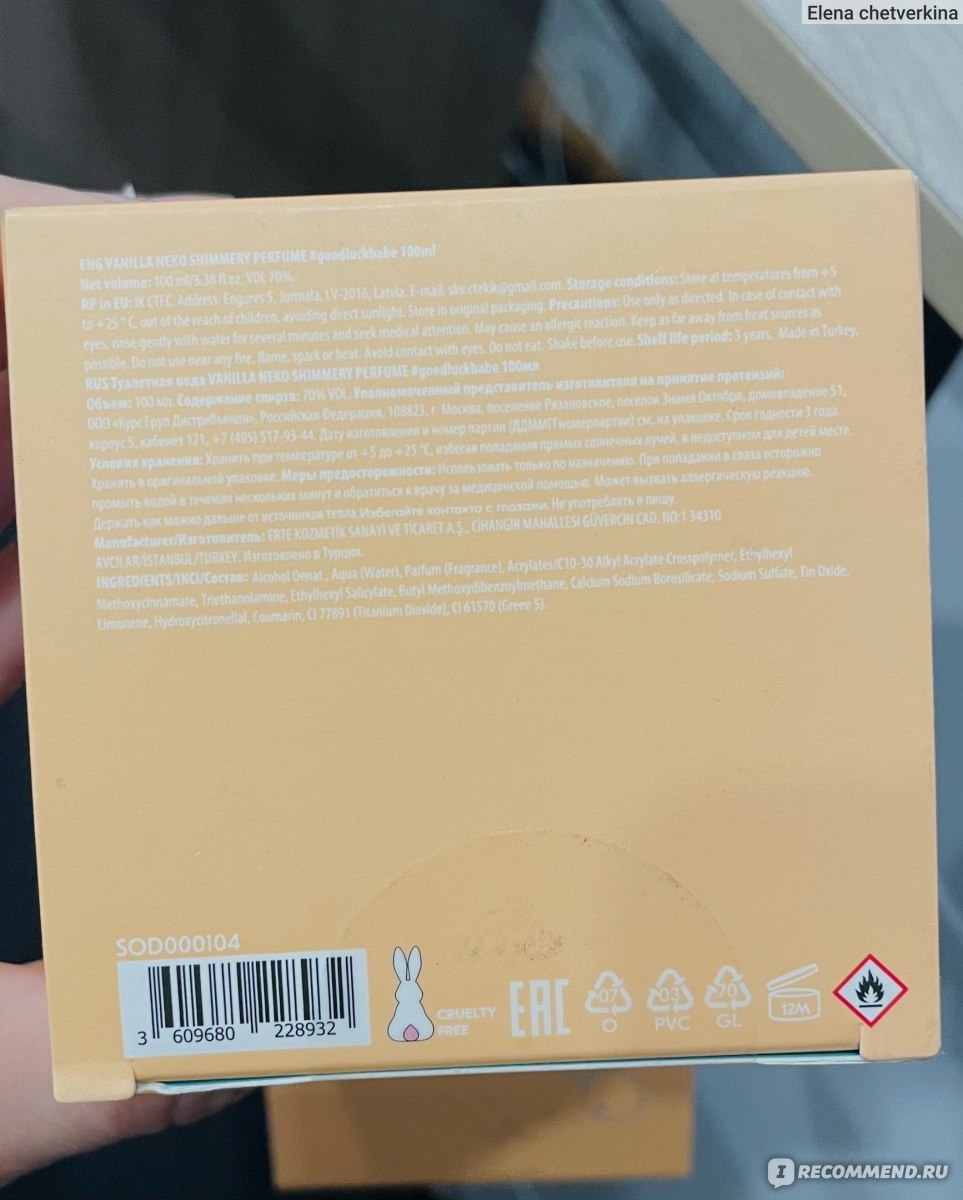 Elena chetverkina
ENG VANILLA NEKO SHIMMERY PERFUME #goodluckbabe 100ml
Net volume: 100 ml/3.38 fl.oz. VOL 70%.
RP in EU: IK CTEC. Address: Engures 5, Jurmala, LV-2016, Latvia. E-mail: skv.ctekik@gmail.com. Storage conditions: Store at temperatures from +5
to +25 °C, out of the reach of children, avoiding direct sunlight. Store in original packaging. Precautions: Use only as directed. In case of contact with
eyes, rinse gently with water for several minutes and seek medical attention. May cause an allergic reaction. Keep as far away from heat sources as
possible. Do not use near any fire, flame, spark or heat. Avoid contact with eyes. Do not eat. Shake before use. Shelf life period: 3 years. Made in Turkey.
RUS Туалетная вода VANILLA NEKO SHIMMERY PERFUME #goodluckbabe 100мл
Объем: 100 мл. Содержание спирта: 70% VOL. Уполномоченный представитель изготовителя на принятие претензий:
ООО «Курс Груп Дистрибьюшн», Российская Федерация, 108823, г. Москва, поселение Рязановское, поселок Знамя Октября, домовладение 51,
корпус 5, кабинет 121, +7 (495) 517-93-44. Дату изготовления и номер партии (ДДММГГномерпартии) см. на упаковке. Срок годности 3 года.
Условия хранения: Хранить при температуре от +5 до +25 °C, избегая попадания прямых солнечных лучей, в недоступном для детей месте.
Хранить в оригинальной упаковке. Меры предосторожности: Использовать только по назначению. При попадании в глаза осторожно
промыть водой в течении нескольких минут и обратиться к врачу за медицинской помощью. Может вызвать аллергическую реакцию.
Держать как можно дальше от источников тепла. Избегайте контакта с глазами. Не употреблять в пищу.
Manufacturer/Изготовитель: ERTE KOZMETİK SANAYİ VE TİCARET A.Ş., CİHANGİR MAHALLESİ GÜVERCİN CAD. NO:1 34310
AVCILAR/ISTANBUL/TURKEY. Изготовлено в Турции.
INGREDIENTS/INCI/Состав: Alcohol Denat., Aqua (Water), Parfum (Fragrance), Acrylates/C10-30 Alkyl Acrylate Crosspolymer, Ethylhexyl
Methoxycinnamate, Triethanolamine, Ethylhexyl Salicylate, Butyl Methoxydibenzoylmethane, Calcium Sodium Borosilicate, Sodium Sulfate, Tin Oxide,
Limonene, Hydroxycitronellal, Coumarin, CI 77891 (Titanium Dioxide), CI 61570 (Green 5).
SOD000104
3 609680 228932
CRUELTY
FREE
EAC
07
O
03
PVC
70
GL
12M
I RECOMMEND.RU